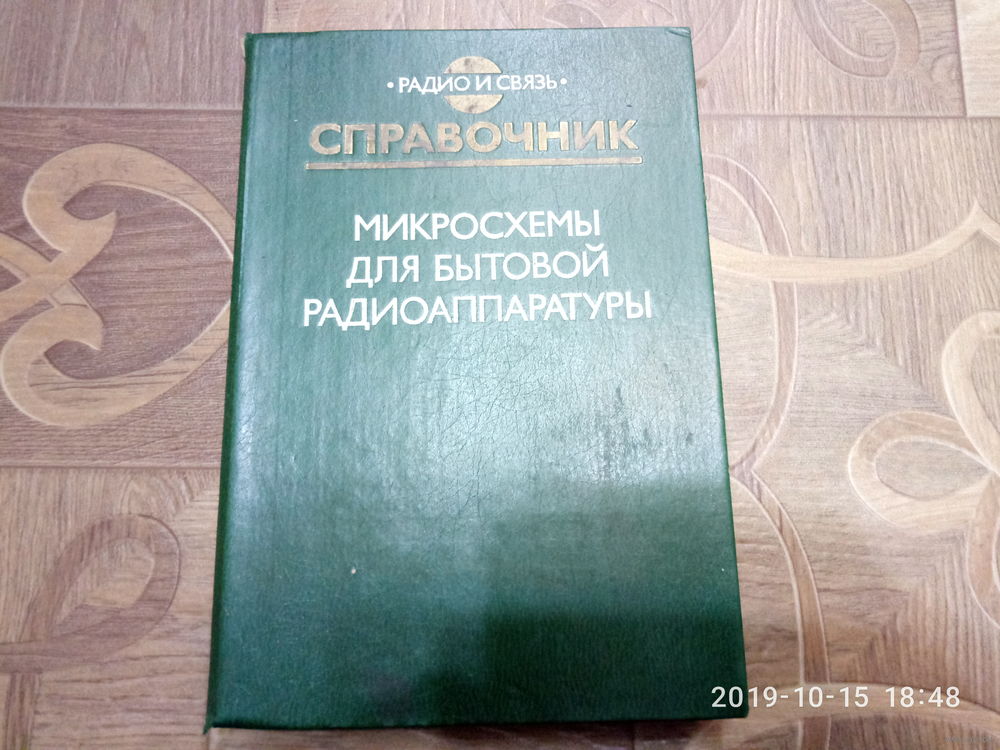 • РАДИО И СВЯЗЬ •
СПРАВОЧНИК
МИКРОСХЕМЫ
ДЛЯ БЫТОВОЙ
РАДИОАППАРАТУРЫ
2019-10-15 18:48